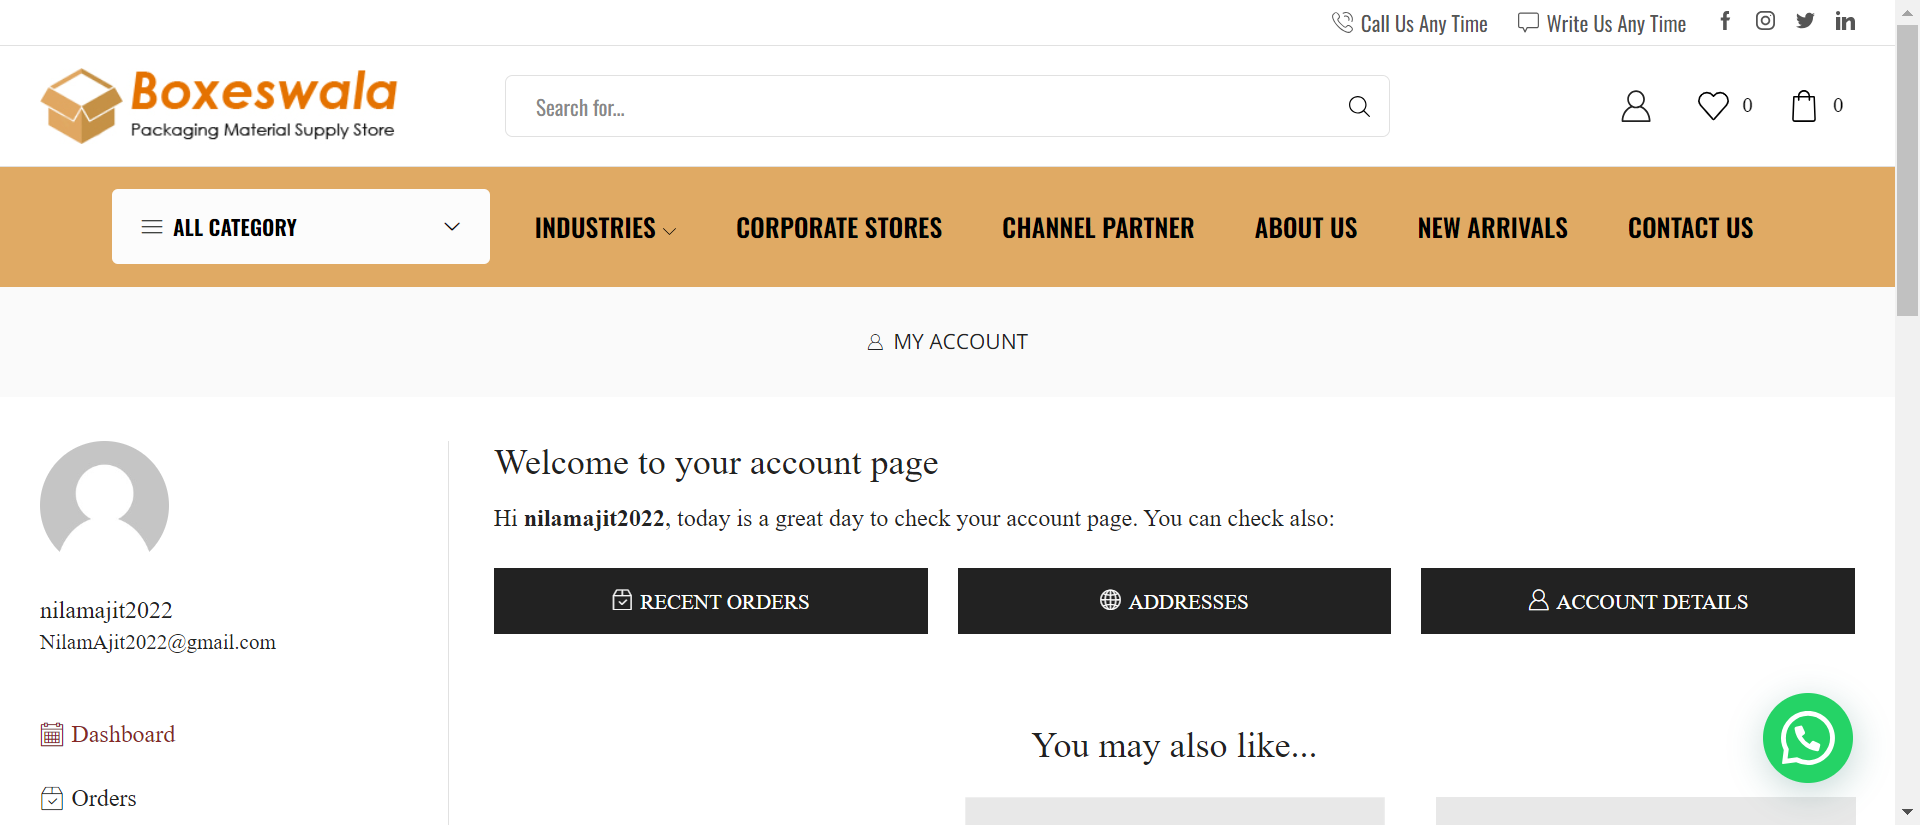 Call Us Any Time Write Us Any Time
Boxeswala
Packaging Material Supply Store
Search for...
0 0
ALL CATEGORY INDUSTRIES CORPORATE STORES CHANNEL PARTNER ABOUT US NEW ARRIVALS CONTACT US
MY ACCOUNT
Welcome to your account page
Hi nilamajit2022, today is a great day to check your account page. You can check also:
RECENT ORDERS ADDRESSES ACCOUNT DETAILS
nilamajit2022
NilamAjit2022@gmail.com
Dashboard
Orders
You may also like...